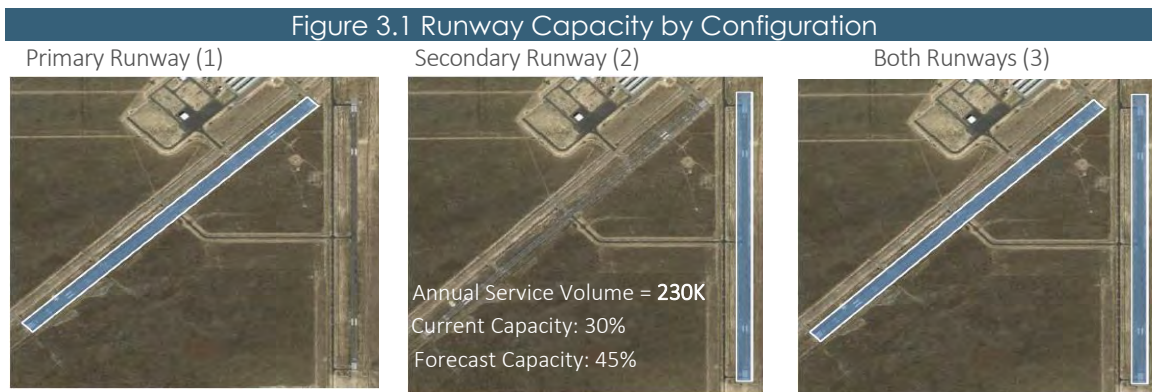 Figure 3.1 Runway Capacity by Configuration
Primary Runway (1)
Secondary Runway (2)
Both Runways (3)
Annual Service Volume = 230K
Current Capacity: 30%
Forecast Capacity: 45%